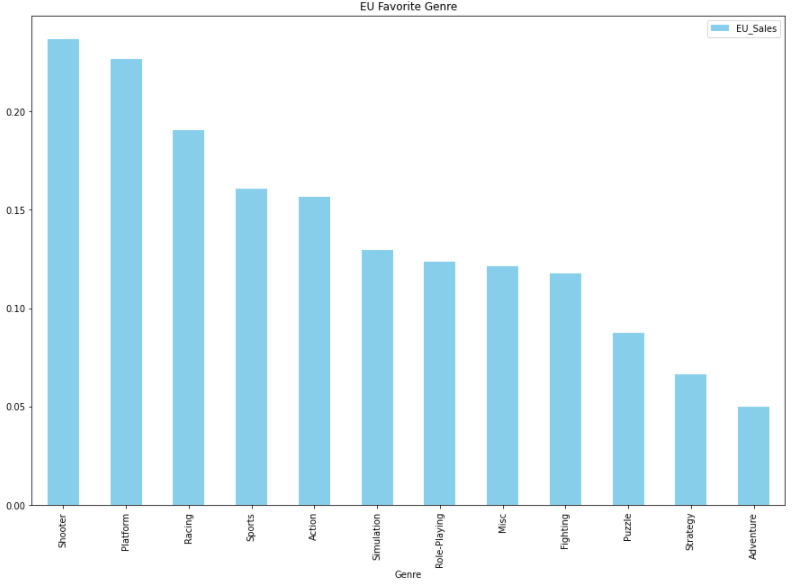 EU Favorite Genre
EU_Sales
0.20
0.15
0.10
0.05
0.00
Shooter
Platform
Racing
Sports
Action
Simulation
Role-Playing
Misc
Fighting
Puzzle
Strategy
Adventure
Genre